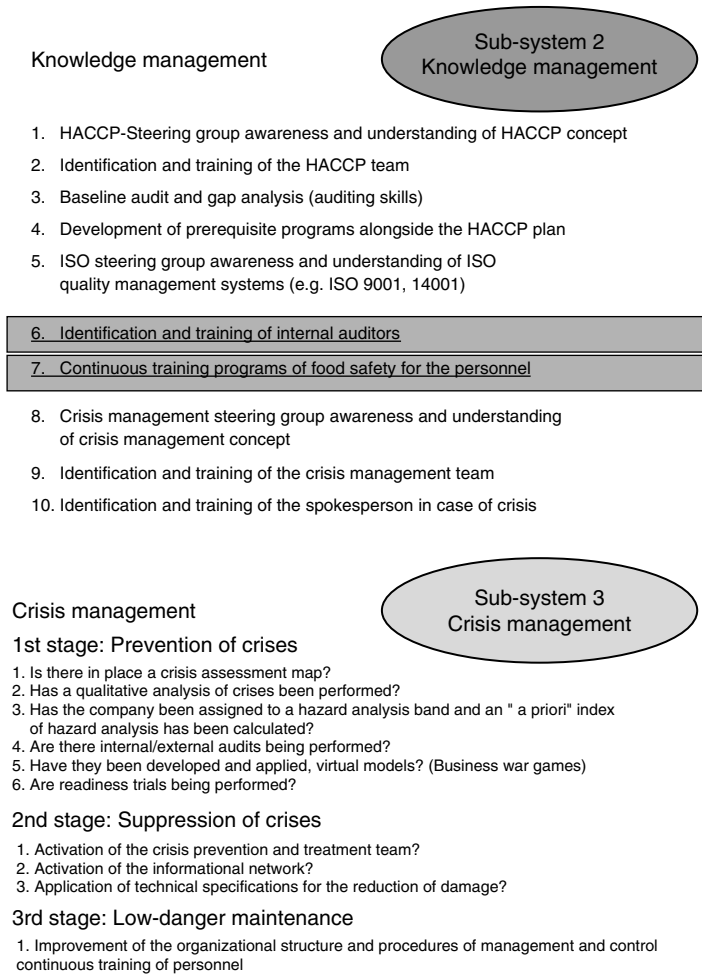 Knowledge management
Sub-system 2
Knowledge management
1. HACCP-Steering group awareness and understanding of HACCP concept
2. Identification and training of the HACCP team
3. Baseline audit and gap analysis (auditing skills)
4. Development of prerequisite programs alongside the HACCP plan
5. ISO steering group awareness and understanding of ISO
quality management systems (e.g. ISO 9001, 14001)
6. Identification and training of internal auditors
7. Continuous training programs of food safety for the personnel
8. Crisis management steering group awareness and understanding
of crisis management concept
9. Identification and training of the crisis management team
10. Identification and training of the spokesperson in case of crisis
Sub-system 3
Crisis management
Crisis management
1st stage: Prevention of crises
1. Is there in place a crisis assessment map?
2. Has a qualitative analysis of crises been performed?
3. Has the company been assigned to a hazard analysis band and an " a priori" index
of hazard analysis has been calculated?
4. Are there internal/external audits being performed?
5. Have they been developed and applied, virtual models? (Business war games)
6. Are readiness trials being performed?
2nd stage: Suppression of crises
1. Activation of the crisis prevention and treatment team?
2. Activation of the informational network?
3. Application of technical specifications for the reduction of damage?
3rd stage: Low-danger maintenance
1. Improvement of the organizational structure and procedures of management and control
continuous training of personnel